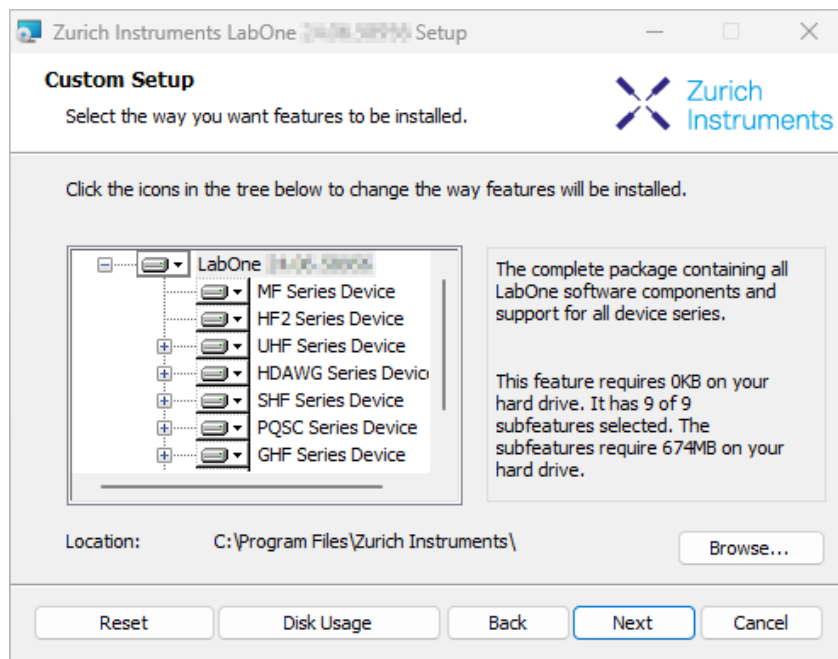 Zurich Instruments LabOne Setup
Custom Setup
Select the way you want features to be installed.
Zurich
Instruments
Click the icons in the tree below to change the way features will be installed.
LabOne
MF Series Device
HF2 Series Device
UHF Series Device
HDAWG Series Devic
SHF Series Device
PQSC Series Device
GHF Series Device
The complete package containing all
LabOne software components and
support for all device series.
This feature requires 0KB on your
hard drive. It has 9 of 9
subfeatures selected. The
subfeatures require 674MB on your
hard drive.
Location: C:\Program Files\Zurich Instruments\
Browse...
Reset Disk Usage Back Next Cancel